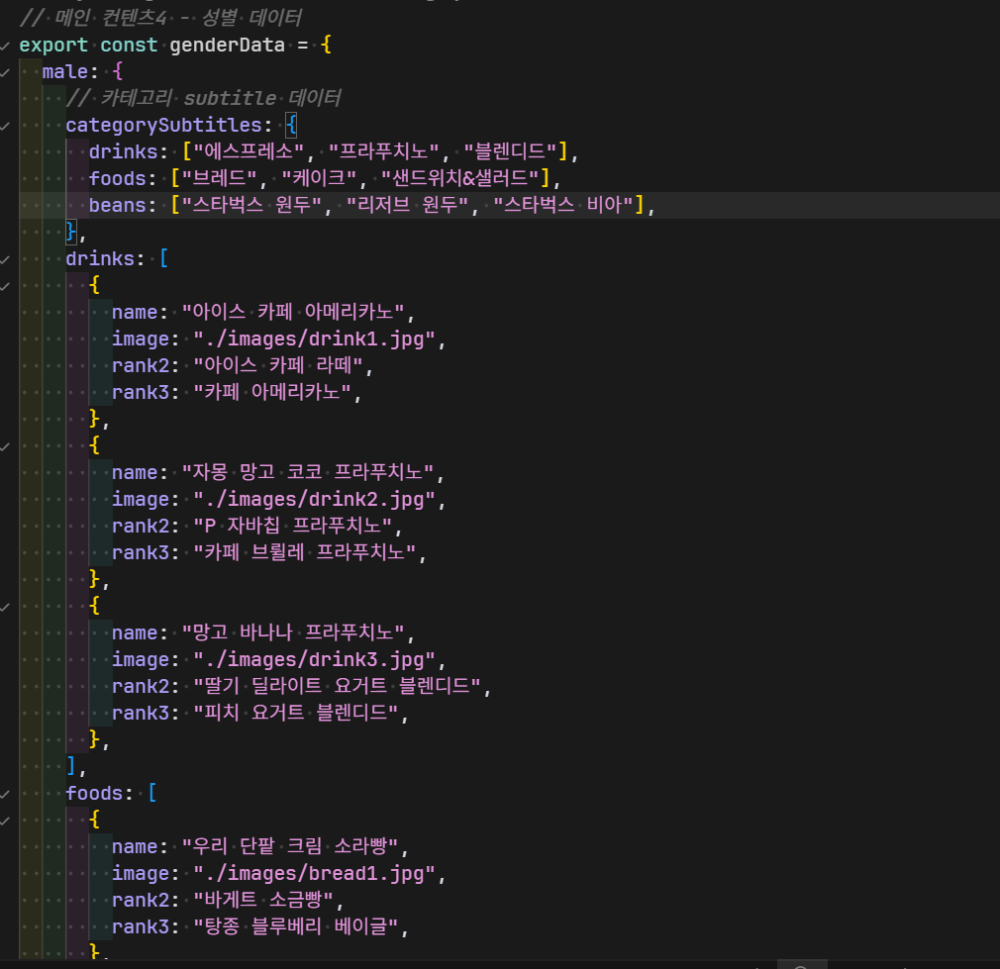 // 메인 컨텐츠4 - 성별 데이터
export const genderData = {
male: {
// 카테고리 subtitle 데이터
categorySubtitles: {
drinks: ["에스프레소", "프라푸치노", "블렌디드"],
foods: ["브레드", "케이크", "샌드위치&샐러드"],
beans: ["스타벅스 원두", "리저브 원두", "스타벅스 비아"],
},
drinks: [
{
name: "아이스 카페 아메리카노",
image: "./images/drink1.jpg",
rank2: "아이스 카페 라떼",
rank3: "카페 아메리카노",
},
{
name: "자몽 망고 코코 프라푸치노",
image: "./images/drink2.jpg",
rank2: "P 자바칩 프라푸치노",
rank3: "카페 브륄레 프라푸치노",
},
{
name: "망고 바나나 프라푸치노",
image: "./images/drink3.jpg",
rank2: "딸기 딜라이트 요거트 블렌디드",
rank3: "피치 요거트 블렌디드",
},
],
foods: [
{
name: "우리 단팥 크림 소라빵",
image: "./images/bread1.jpg",
rank2: "바게트 소금빵",
rank3: "탕종 블루베리 베이글",
},